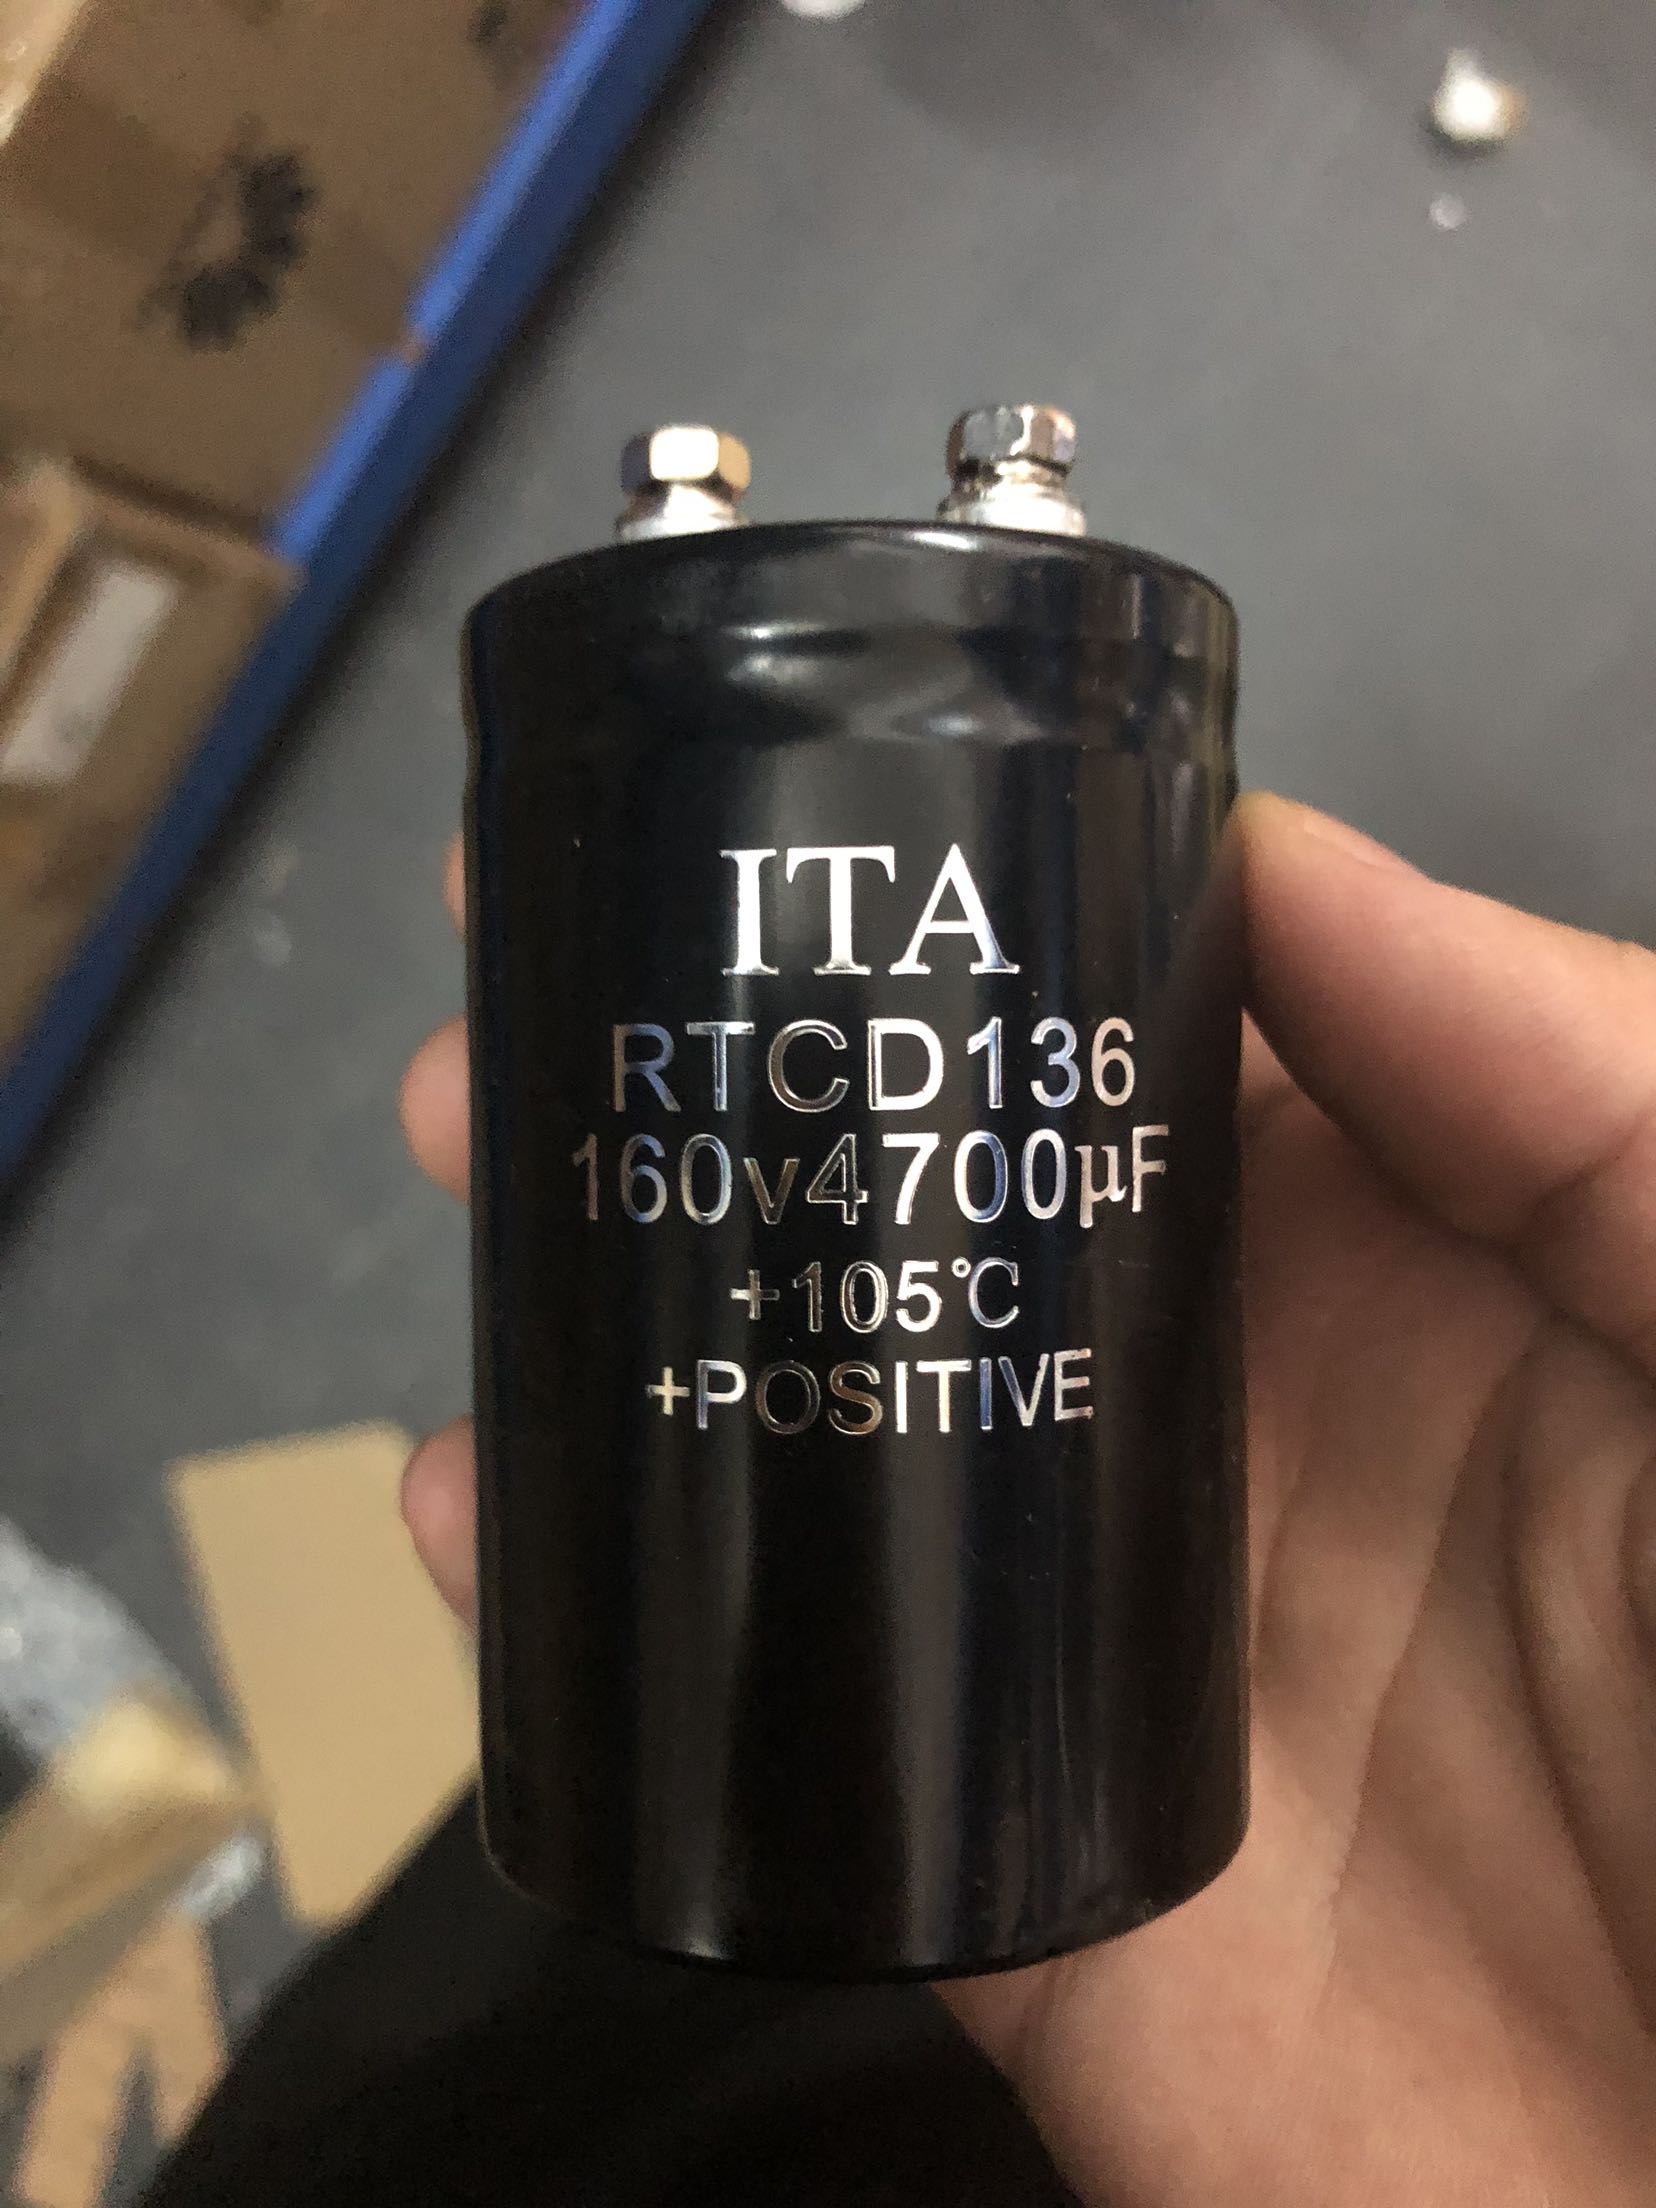 ITA
RTCD136
160v4700µF
+105℃
+POSITIVE